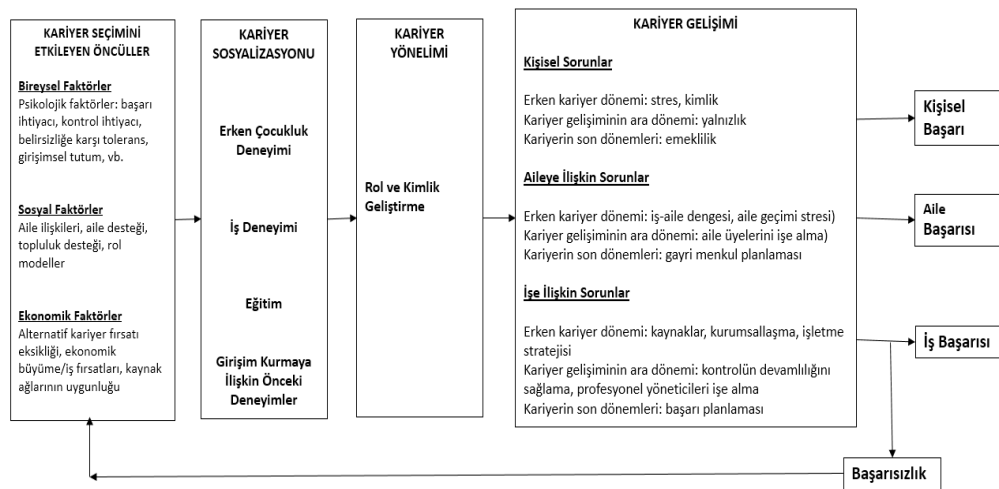 KARİYER SEÇİMİNİ
ETKİLEYEN ÖNCÜLLER
Bireysel Faktörler
Psikolojik faktörler: başarı
ihtiyacı, kontrol ihtiyacı,
belirsizliğe karşı tolerans,
girişimsel tutum, vb.
Sosyal Faktörler
Aile ilişkileri, aile desteği,
topluluk desteği, rol
modeller
Ekonomik Faktörler
Alternatif kariyer fırsatı
eksikliği, ekonomik
büyüme/iş fırsatları, kaynak
ağlarının uygunluğu
KARİYER
SOSYALİZASYONU
Erken Çocukluk
Deneyimi
İş Deneyimi
Eğitim
Girişim Kurmaya
İlişkin Önceki
Deneyimler
KARİYER
YÖNELİMİ
Rol ve Kimlik
Geliştirme
KARİYER GELİŞİMİ
Kişisel Sorunlar
Erken kariyer dönemi: stres, kimlik
Kariyer gelişiminin ara dönemi: yalnızlık
Kariyerin son dönemleri: emeklilik
Aileye İlişkin Sorunlar
Erken kariyer dönemi: iş-aile dengesi, aile geçimi stresi)
Kariyer gelişiminin ara dönemi: aile üyelerini işe alma)
Kariyerin son dönemleri: gayri menkul planlaması
İşe İlişkin Sorunlar
Erken kariyer dönemi: kaynaklar, kurumsallaşma, işletme
stratejisi
Kariyer gelişiminin ara dönemi: kontrolün devamlılığını
sağlama, profesyonel yöneticileri işe alma
Kariyerin son dönemleri: başarı planlaması
Kişisel
Başarı
Aile
Başarısı
İş Başarısı
Başarısızlık